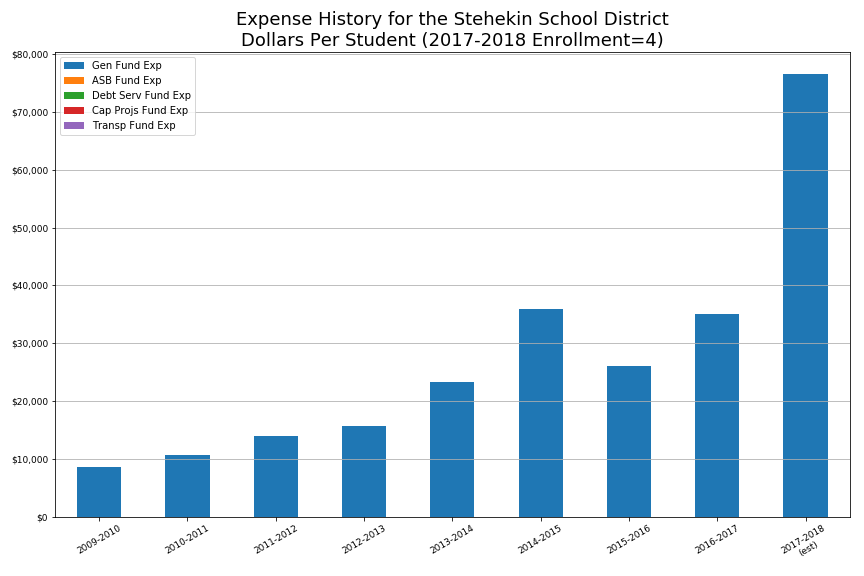 Expense History for the Stehekin School District
Dollars Per Student (2017-2018 Enrollment=4)
$80,000
$70,000
$60,000
$50,000
$40,000
$30,000
$20,000
$10,000
$0
Gen Fund Exp
ASB Fund Exp
Debt Serv Fund Exp
Cap Projs Fund Exp
Transp Fund Exp
2009-2010
2010-2011
2011-2012
2012-2013
2013-2014
2014-2015
2015-2016
2016-2017
2017-2018
(est)